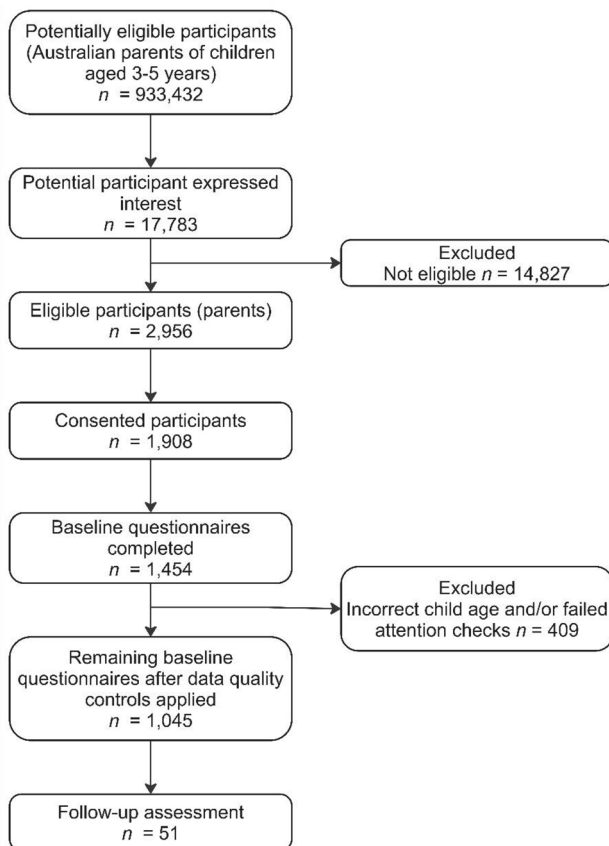 Potentially eligible participants
(Australian parents of children
aged 3-5 years)
n = 933,432
Potential participant expressed
interest
n = 17,783
Excluded
Not eligible n = 14,827
Eligible participants (parents)
n = 2,956
Consented participants
n = 1,908
Baseline questionnaires
completed
n = 1,454
Excluded
Incorrect child age and/or failed
attention checks n = 409
Remaining baseline
questionnaires after data quality
controls applied
n = 1,045
Follow-up assessment
n = 51